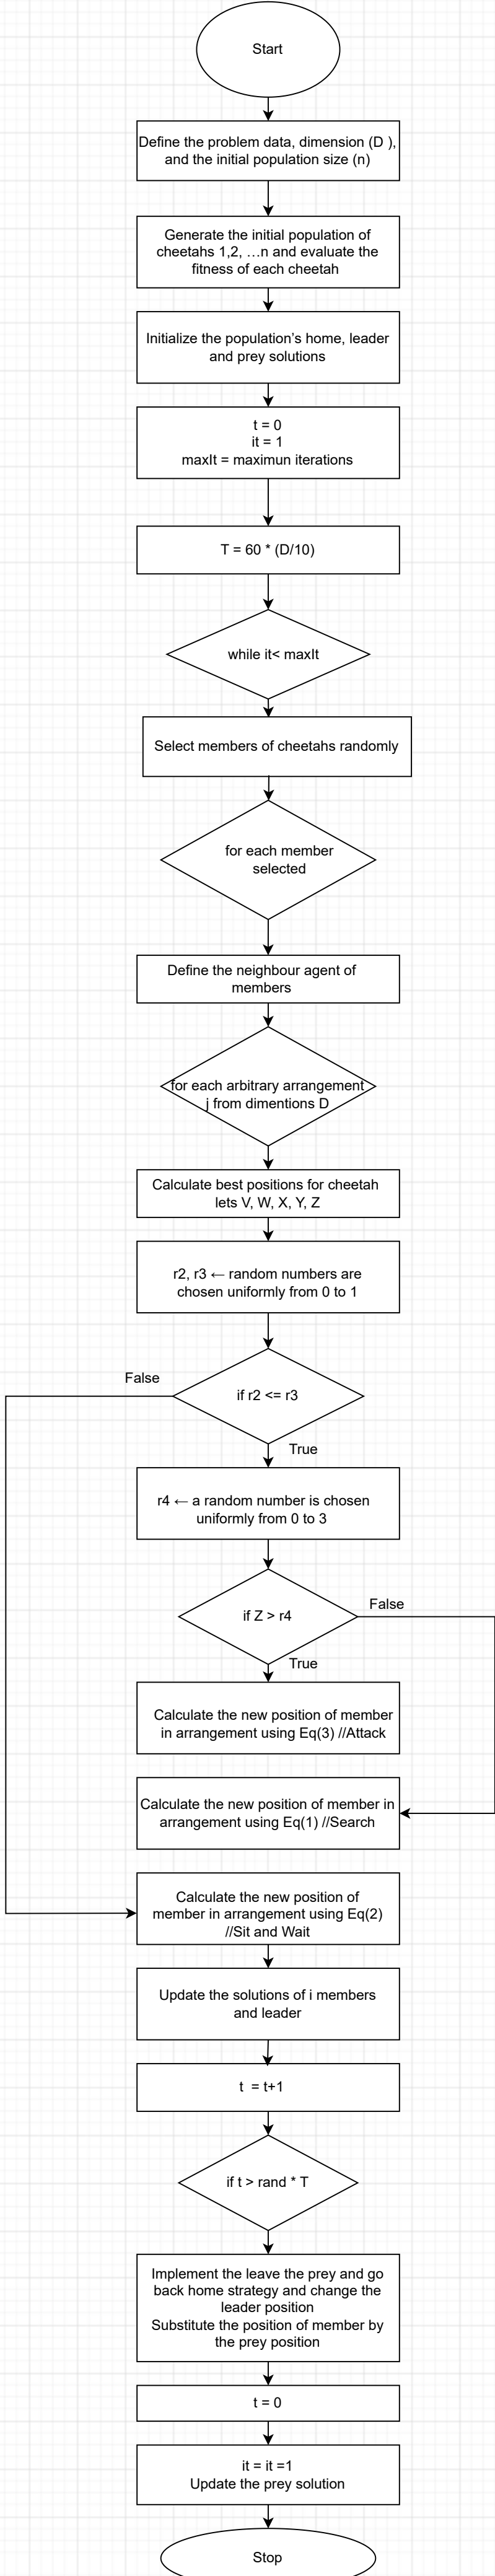 Start
Define the problem data, dimension (D ),
and the initial population size (n)
Generate the initial population of
cheetahs 1,2, …n and evaluate the
fitness of each cheetah
Initialize the population's home, leader
and prey solutions
t = 0
it = 1
maxIt = maximun iterations
T = 60 * (D/10)
while it< maxIt
Select members of cheetahs randomly
for each member
selected
Define the neighbour agent of
members
for each arbitrary arrangement
j from dimentions D
Calculate best positions for cheetah
lets V, W, X, Y, Z
r2, r3 ← random numbers are
chosen uniformly from 0 to 1
False
if r2 <= r3
True
r4 ← a random number is chosen
uniformly from 0 to 3
if Z > r4
False
True
Calculate the new position of member
in arrangement using Eq(3) //Attack
Calculate the new position of member in
arrangement using Eq(1) //Search
Calculate the new position of
member in arrangement using Eq(2)
//Sit and Wait
Update the solutions of i members
and leader
t  = t+1
if t > rand * T
Implement the leave the prey and go
back home strategy and change the
leader position
Substitute the position of member by
the prey position
t = 0
it = it =1
Update the prey solution
Stop